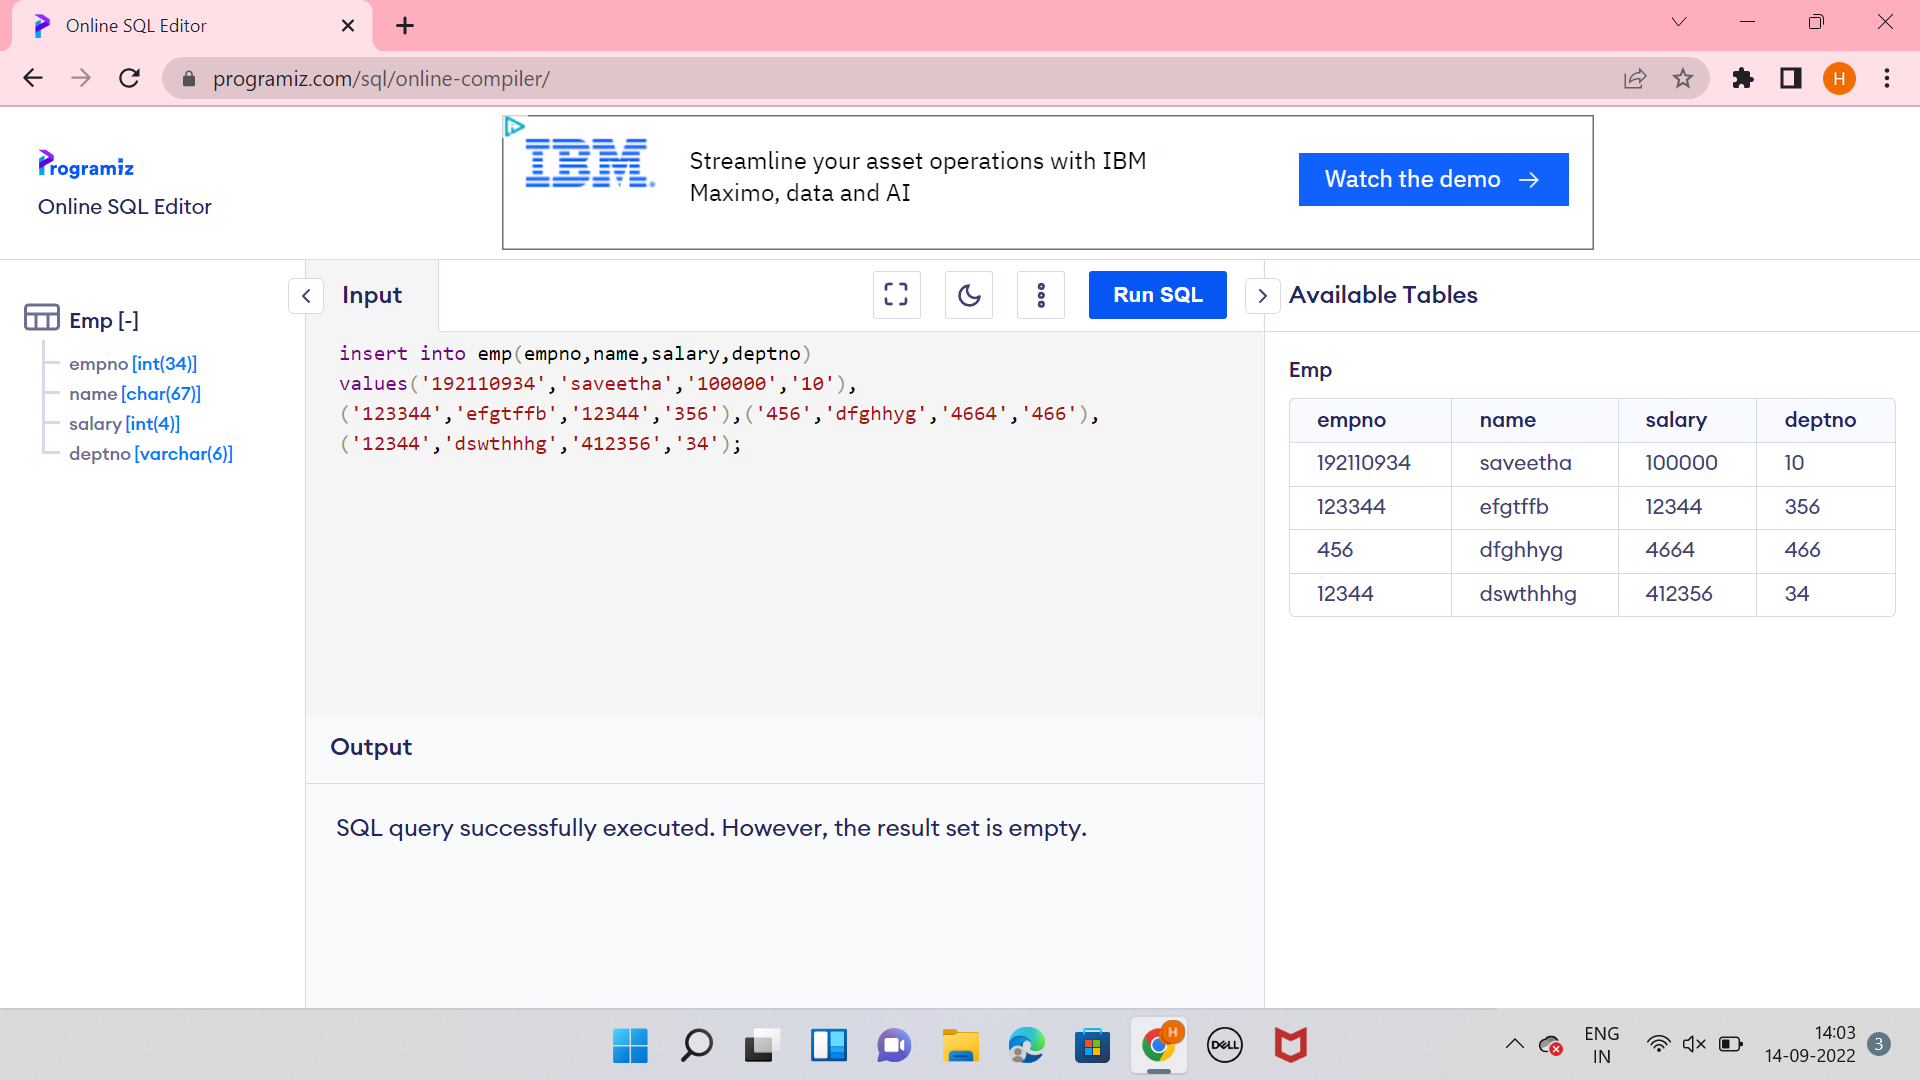 Online SQL Editor
programiz.com/sql/online-compiler/
H
Programiz
Online SQL Editor
IBM
Streamline your asset operations with IBM
Maximo, data and AI
Watch the demo
Emp [-]
empno [int(34)]
name [char(67)]
salary [int(4)]
deptno [varchar(6)]
Input
Run SQL
insert into emp(empno,name,salary,deptno)
values('192110934','saveetha','100000','10'),
('123344','efgtffb','12344','356'),('456','dfghhyg','4664','466'),
('12344','dswthhhg','412356','34');
Output
SQL query successfully executed. However, the result set is empty.
Available Tables
Emp
empno name salary deptno
192110934 saveetha 100000 10
123344 efgtffb 12344 356
456 dfghhyg 4664 466
12344 dswthhhg 412356 34
H
DELL
ENG
IN
14:03
14-09-2022
3